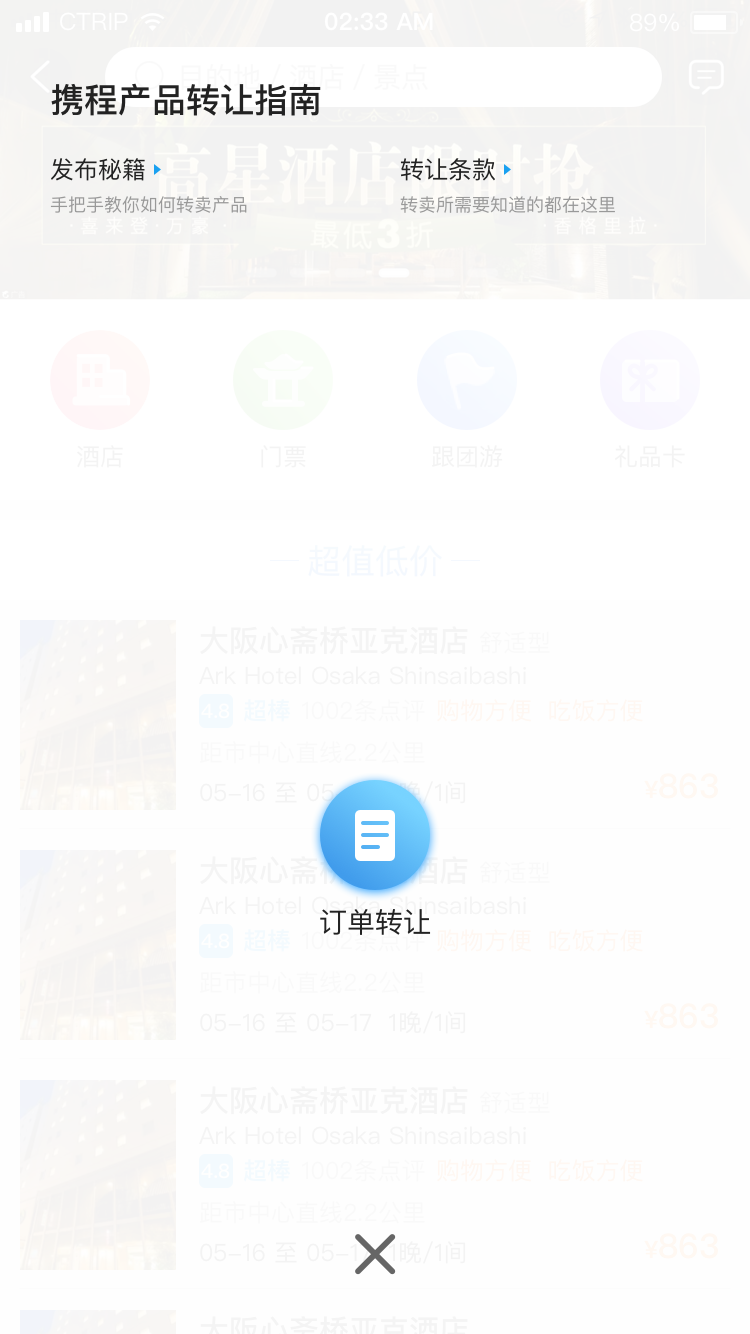 CTRIP 02:33 AM 89%
目的地 / 酒店 / 景点
携程产品转让指南
高星酒店限时抢
发布秘籍 转让条款
手把手教你如何转卖产品 转卖所需要知道的都在这里
·喜来登·万豪· 最低3折 ·香格里拉·
酒店 门票 跟团游 礼品卡
超值低价
大阪心斋桥亚克酒店 舒适型
Ark Hotel Osaka Shinsaibashi
4.8 超棒 1002条点评 购物方便 吃饭方便
距市中心直线2.2公里
05-16 至 05 晚/1间 ¥863
大阪心斋桥亚克酒店 舒适型
Ark Hotel Osaka Shinsaibashi
订单转让
4.8 超棒 1002条点评 购物方便 吃饭方便
距市中心直线2.2公里
05-16 至 05-17 1晚/1间 ¥863
大阪心斋桥亚克酒店 舒适型
Ark Hotel Osaka Shinsaibashi
4.8 超棒 1002条点评 购物方便 吃饭方便
距市中心直线2.2公里
05-16 至 05-1 1晚/1间 ¥863
大阪心斋桥亚克酒店